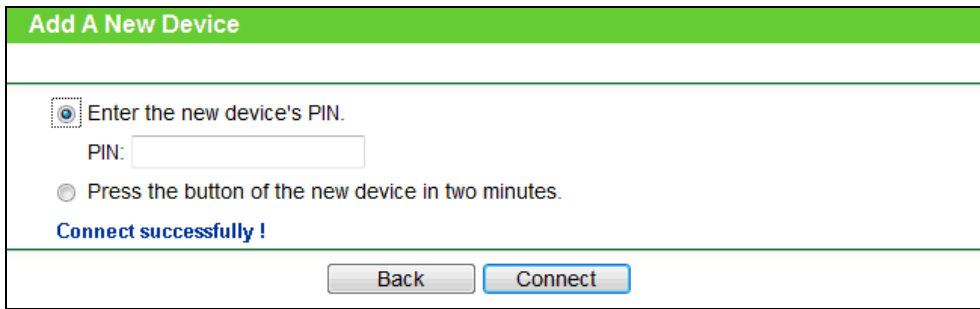 Add A New Device
Enter the new device's PIN.
PIN:
Press the button of the new device in two minutes.
Connect successfully !
Back Connect